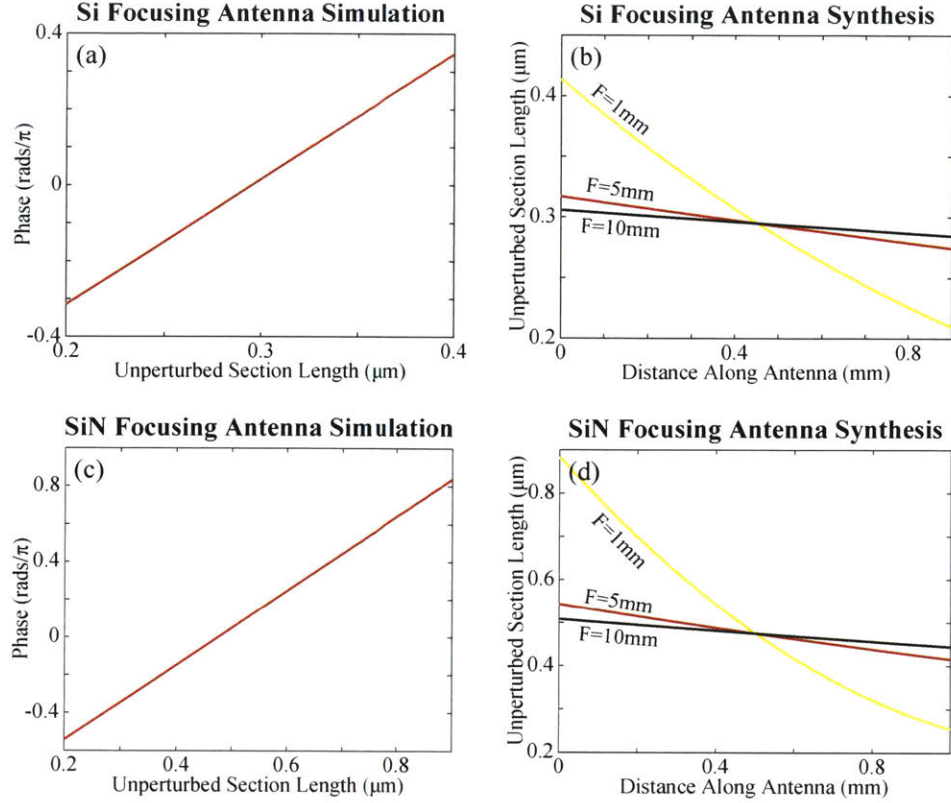 Si Focusing Antenna Simulation
(a)
0.4
0
-0.4
Phase (rads/π)
0.2
0.3
0.4
Unperturbed Section Length (μm)
Si Focusing Antenna Synthesis
(b)
0.4
0.3
0.2
Unperturbed Section Length (μm)
F=1mm
F=5mm
F=10mm
0
0.4
0.8
Distance Along Antenna (mm)
SiN Focusing Antenna Simulation
(c)
0.8
0.4
0
-0.4
Phase (rads/π)
0.2
0.4
0.6
0.8
Unperturbed Section Length (μm)
SiN Focusing Antenna Synthesis
(d)
0.8
0.6
0.4
0.2
Unperturbed Section Length (μm)
F=1mm
F=5mm
F=10mm
0
0.4
0.8
Distance Along Antenna (mm)